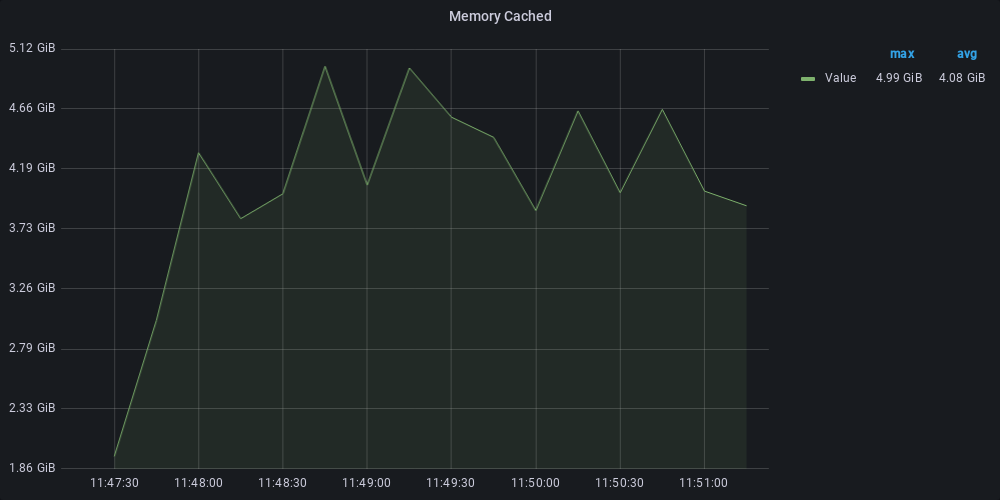 Memory Cached
5.12 GiB
4.66 GiB
4.19 GiB
3.73 GiB
3.26 GiB
2.79 GiB
2.33 GiB
1.86 GiB
11:47:30 11:48:00 11:48:30 11:49:00 11:49:30 11:50:00 11:50:30 11:51:00
max avg
Value 4.99 GiB 4.08 GiB